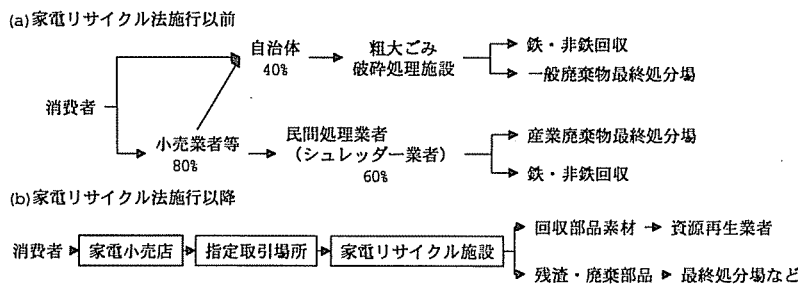 (a)家電リサイクル法施行以前
自治体
40%
粗大ごみ
破砕処理施設
鉄・非鉄回収
一般廃棄物最終処分場
消費者
小売業者等
80%
民間処理業者
(シュレッダー業者)
60%
産業廃棄物最終処分場
鉄・非鉄回収
(b)家電リサイクル法施行以降
消費者 家電小売店 指定取引場所 家電リサイクル施設
回収部品素材 資源再生業者
残渣・廃棄部品 最終処分場など